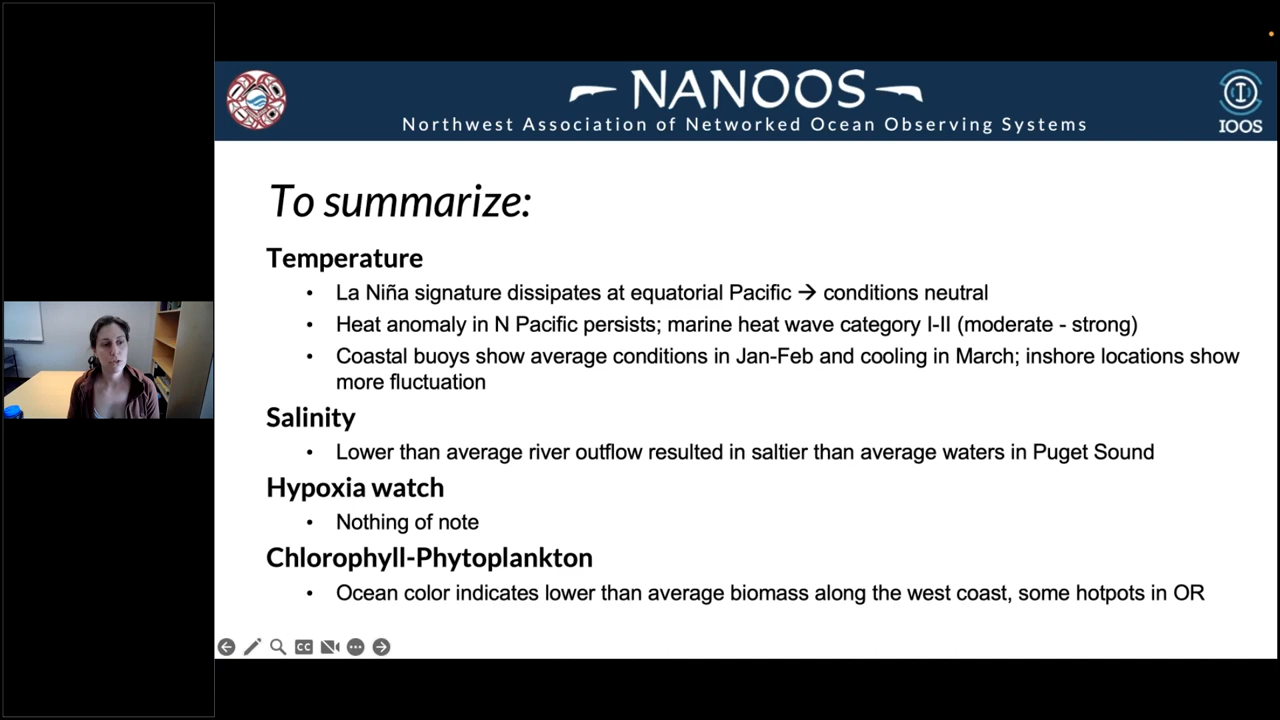 NANOOS
Northwest Association of Networked Ocean Observing Systems
IOOS
To summarize:
Temperature
• La Niña signature dissipates at equatorial Pacific → conditions neutral
• Heat anomaly in N Pacific persists; marine heat wave category I-II (moderate - strong)
• Coastal buoys show average conditions in Jan-Feb and cooling in March; inshore locations show
more fluctuation
Salinity
• Lower than average river outflow resulted in saltier than average waters in Puget Sound
Hypoxia watch
• Nothing of note
Chlorophyll-Phytoplankton
• Ocean color indicates lower than average biomass along the west coast, some hotpots in OR
CC